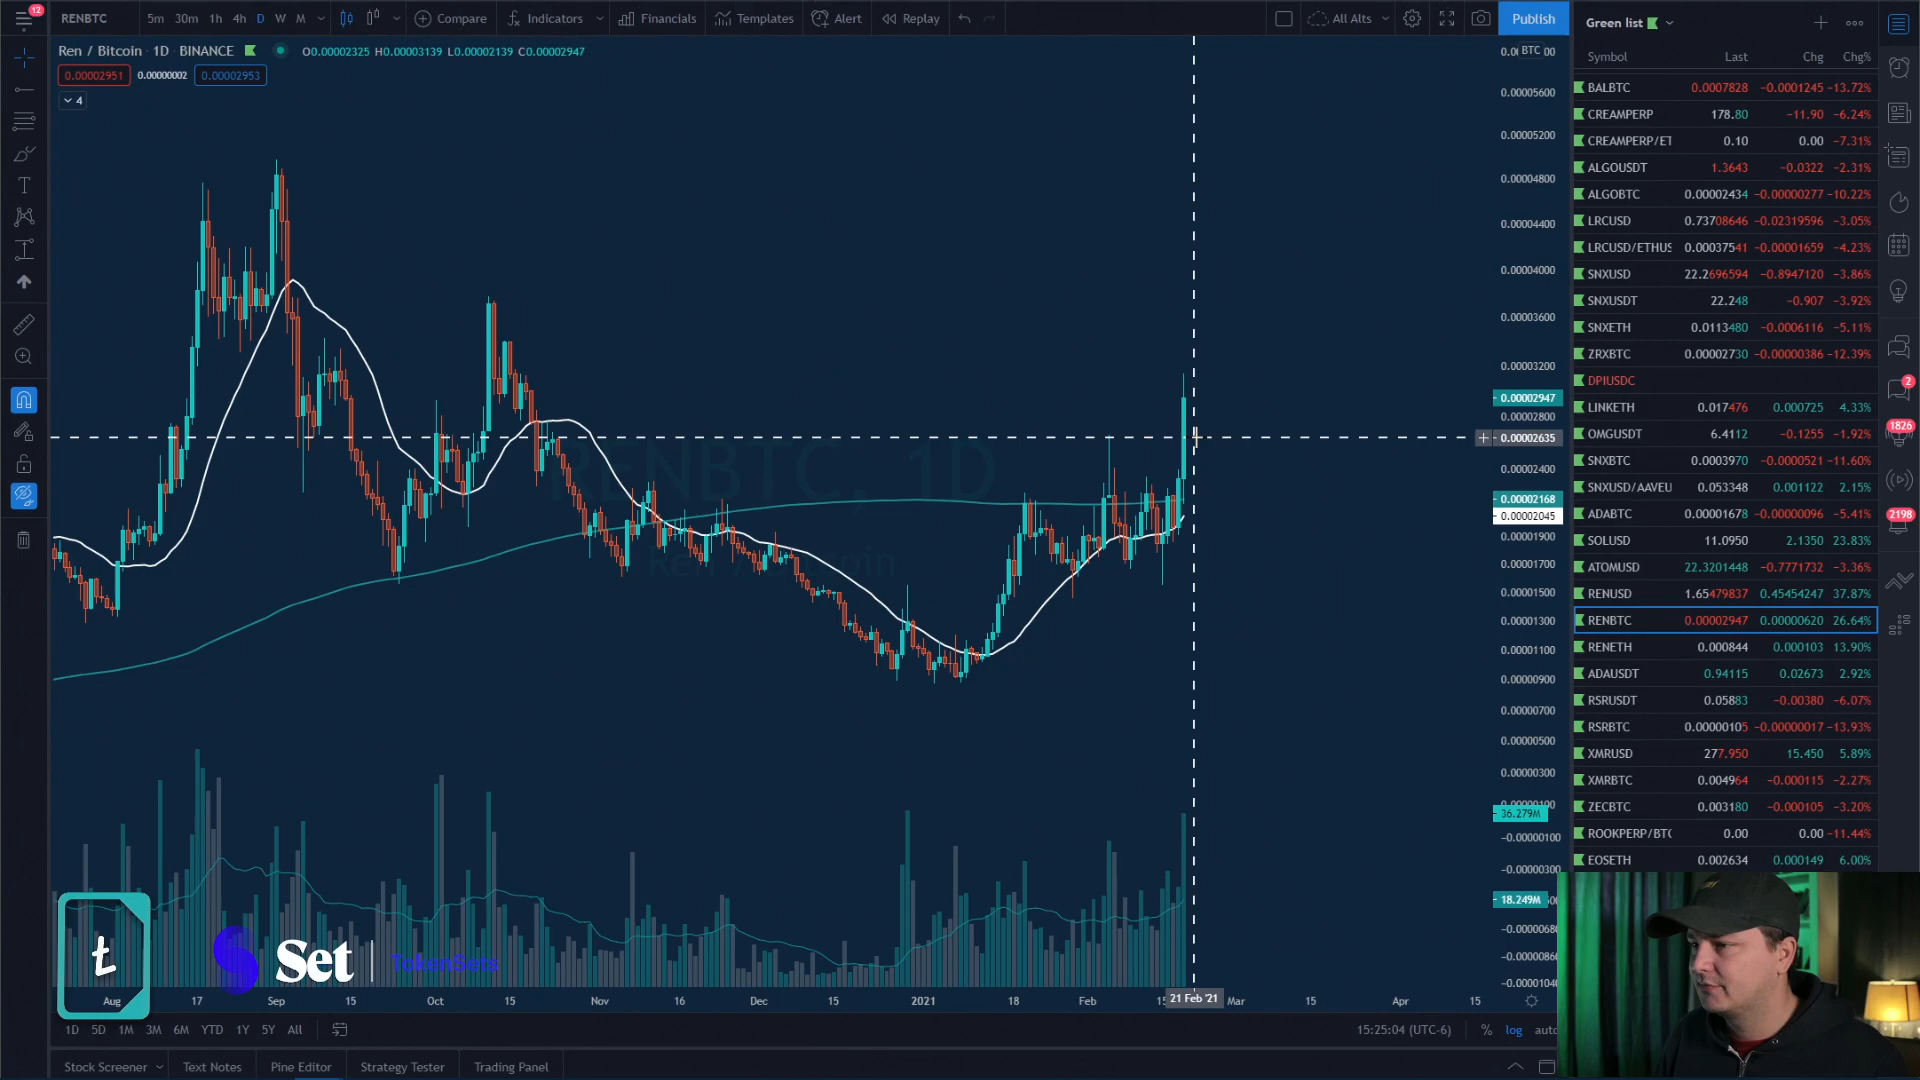 12
RENBTC 5m 30m 1h 4h D W M Compare Indicators Financials Templates Alert Replay All Alts Publish
Green list
Ren / Bitcoin · 1D · BINANCE O0.00002325 H0.00003139 L0.00002139 C0.00002947
BTC
0.00002951 0.00000002 0.00002953
4
RENBTC, 1D
Ren / Bitcoin
0.00005600
0.00005200
0.00004800
0.00004400
0.00004000
0.00003600
0.00003200
0.00002947
0.00002800
0.00002635
0.00002400
0.00002168
0.00002045
0.00001900
0.00001700
0.00001500
0.00001300
0.00001100
0.00000900
0.00000700
0.00000500
0.00000300
36.279M
−0.00000100
−0.00000300
18.249M
Symbol Last Chg Chg%
BALBTC 0.0007828 −0.0001245 −13.72%
CREAMPERP 178.80 −11.90 −6.24%
CREAMPERP/ET 0.10 0.00 −7.31%
ALGOUSDT 1.3643 −0.0322 −2.31%
ALGOBTC 0.00002434 −0.00000277 −10.22%
LRCUSD 0.73708646 −0.02319596 −3.05%
LRCUSD/ETHUS 0.00037541 −0.00001659 −4.23%
SNXUSD 22.2696594 −0.8947120 −3.86%
SNXUSDT 22.248 −0.907 −3.92%
SNXETH 0.0113480 −0.0006116 −5.11%
ZRXBTC 0.00002730 −0.00000386 −12.39%
DPIUSDC
LINKETH 0.017476 0.000725 4.33%
OMGUSDT 6.4112 −0.1255 −1.92%
SNXBTC 0.0003970 −0.0000521 −11.60%
SNXUSD/AAVEU 0.053348 0.001122 2.15%
ADABTC 0.00001678 −0.00000096 −5.41%
SOLUSD 11.0950 2.1350 23.83%
ATOMUSD 22.3201448 −0.7771732 −3.36%
RENUSD 1.65479837 0.45454247 37.87%
RENBTC 0.00002947 0.00000620 26.64%
RENETH 0.000844 0.000103 13.90%
ADAUSDT 0.94115 0.02673 2.92%
RSRUSDT 0.05883 −0.00380 −6.07%
RSRBTC 0.00000105 −0.00000017 −13.93%
XMRUSD 277.950 15.450 5.89%
XMRBTC 0.004964 −0.000115 −2.27%
ZECBTC 0.003180 −0.000105 −3.20%
ROOKPERP/BTC 0.00 0.00 −11.44%
EOSETH 0.002634 0.000149 6.00%
2
1826
2198
Set | TokenSets
Aug 17 Sep 15 Oct 15 Nov 16 Dec 15 2021 18 Feb 21 Feb '21 Mar 15 Apr 15
1D 5D 1M 3M 6M YTD 1Y 5Y All 15:25:04 (UTC-6) % log auto
Stock Screener Text Notes Pine Editor Strategy Tester Trading Panel